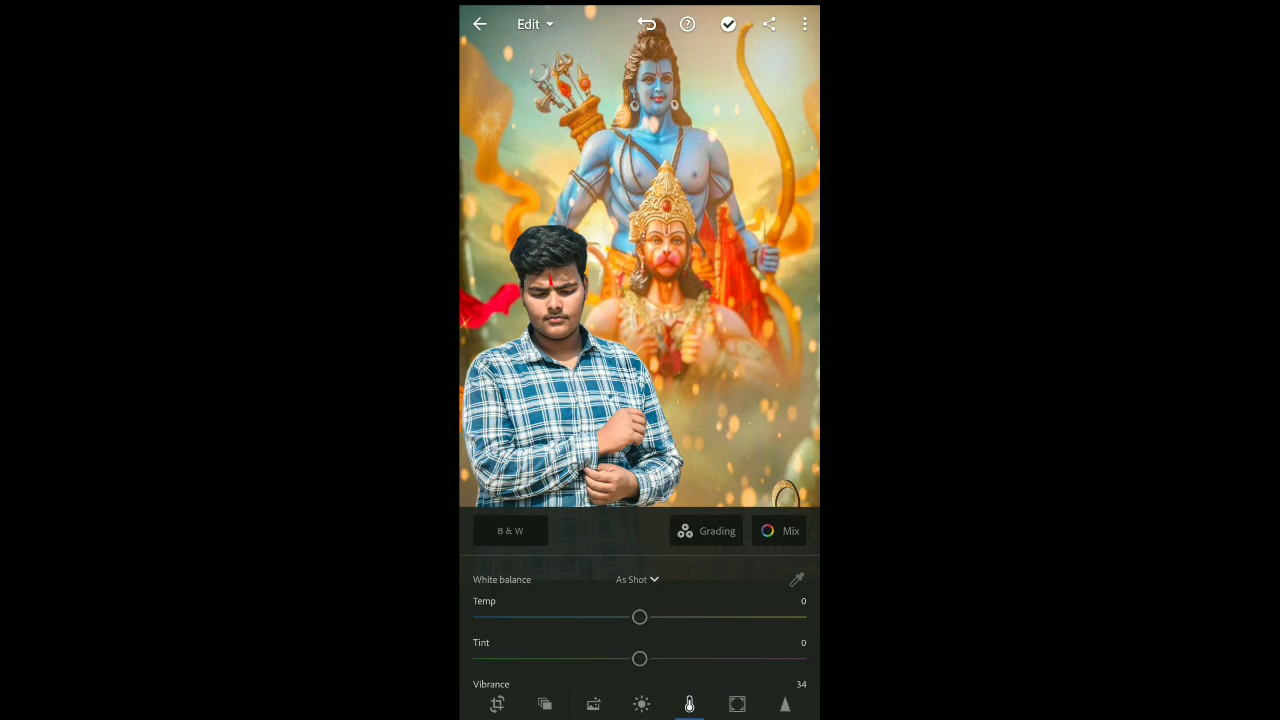 Edit
B & W
Grading
Mix
White balance
As Shot
Temp
0
Tint
0
Vibrance
34